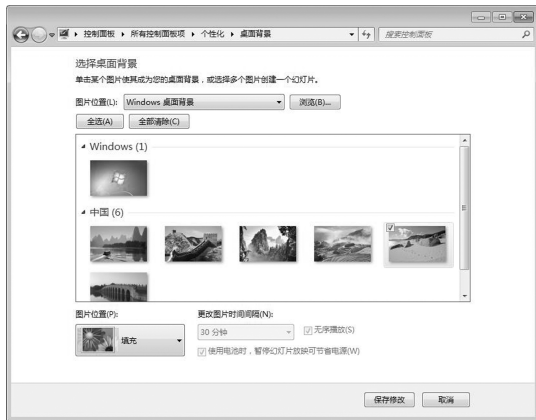 控制面板 ▸ 所有控制面板项 ▸ 个性化 ▸ 桌面背景
搜索控制面板
选择桌面背景
单击某个图片使其成为您的桌面背景，或选择多个图片创建一个幻灯片。
图片位置(L): Windows 桌面背景 浏览(B)...
全选(A) 全部清除(C)
Windows (1)
中国 (6)
图片位置(P): 更改图片时间间隔(N):
填充 30 分钟 无序播放(S)
使用电池时，暂停幻灯片放映可节省电源(W)
保存修改 取消